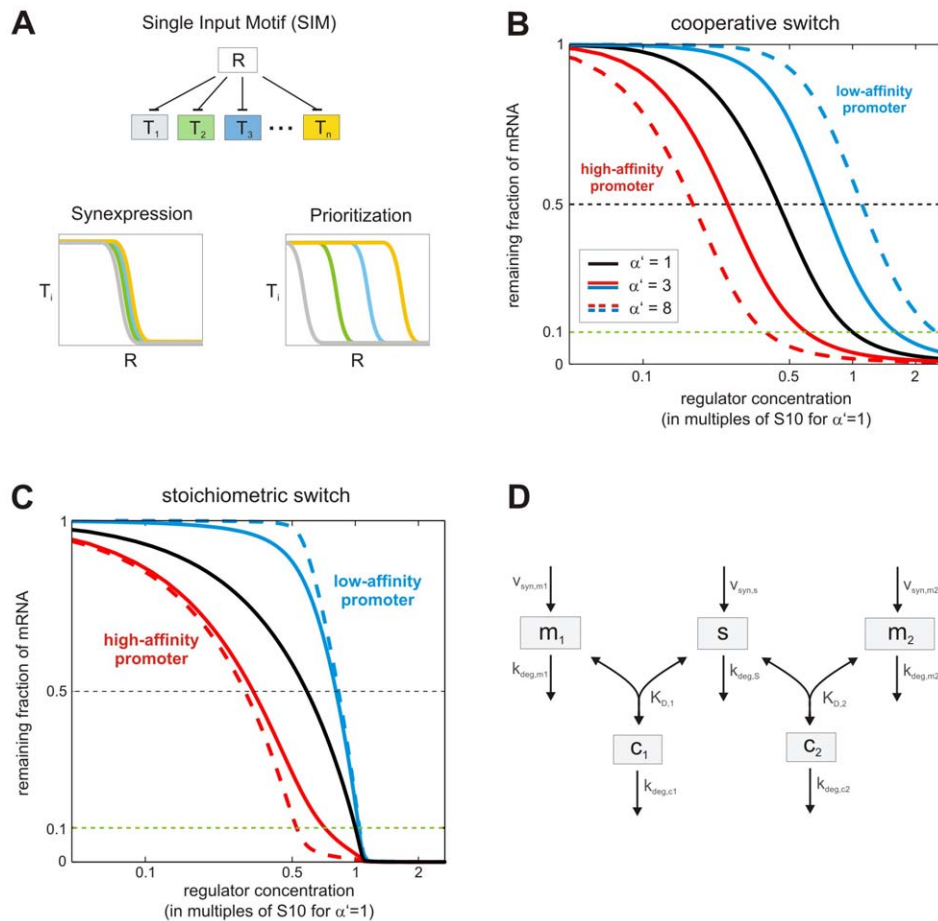 A
Single Input Motif (SIM)
R
T1 T2 T3 ... Tn
Synexpression
Prioritization
Ti
R
Ti
R
B
cooperative switch
remaining fraction of mRNA
1
0.5
0.1
0
low-affinity
promoter
high-affinity
promoter
α' = 1
α' = 3
α' = 8
0.1 0.5 1 2
regulator concentration
(in multiples of S10 for α'=1)
C
stoichiometric switch
remaining fraction of mRNA
1
0.5
0.1
0
low-affinity
promoter
high-affinity
promoter
0.1 0.5 1 2
regulator concentration
(in multiples of S10 for α'=1)
D
vsyn,m1 vsyn,s vsyn,m2
m1 s m2
kdeg,m1 kdeg,S kdeg,m2
KD,1 KD,2
c1 c2
kdeg,c1 kdeg,c2